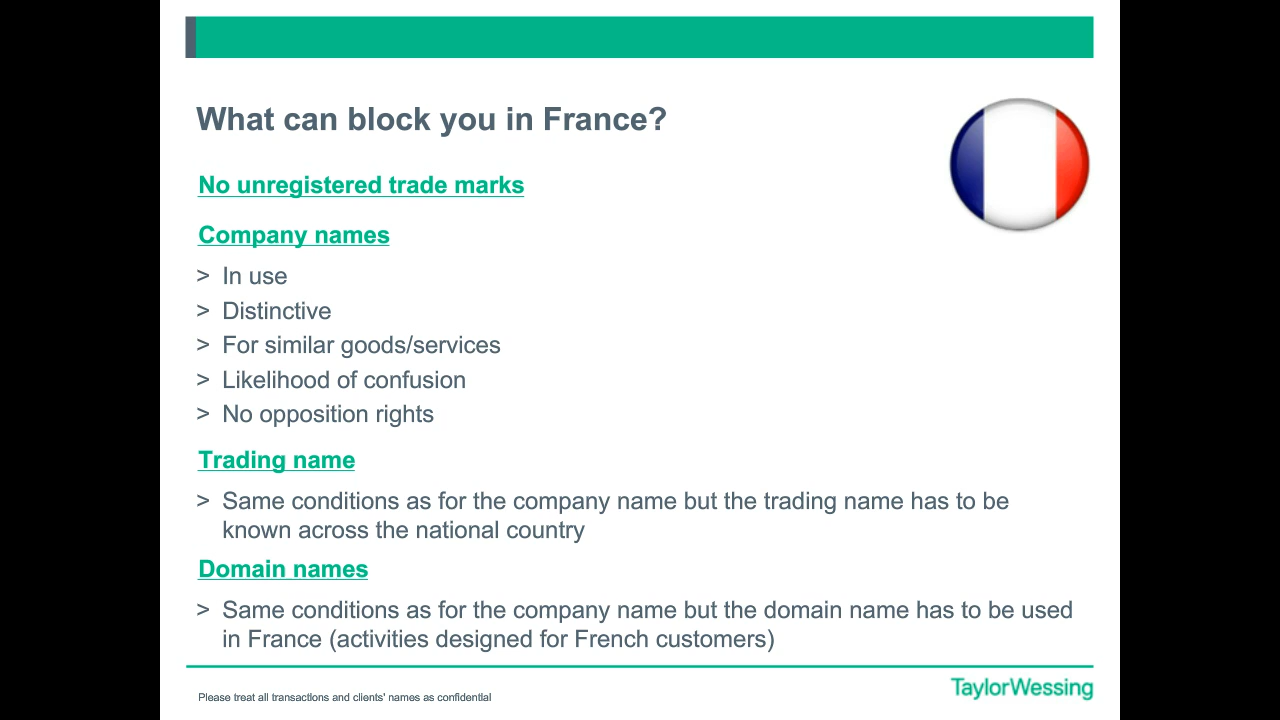 What can block you in France?
No unregistered trade marks
Company names
> In use
> Distinctive
> For similar goods/services
> Likelihood of confusion
> No opposition rights
Trading name
> Same conditions as for the company name but the trading name has to be
known across the national country
Domain names
> Same conditions as for the company name but the domain name has to be used
in France (activities designed for French customers)
Please treat all transactions and clients' names as confidential
TaylorWessing